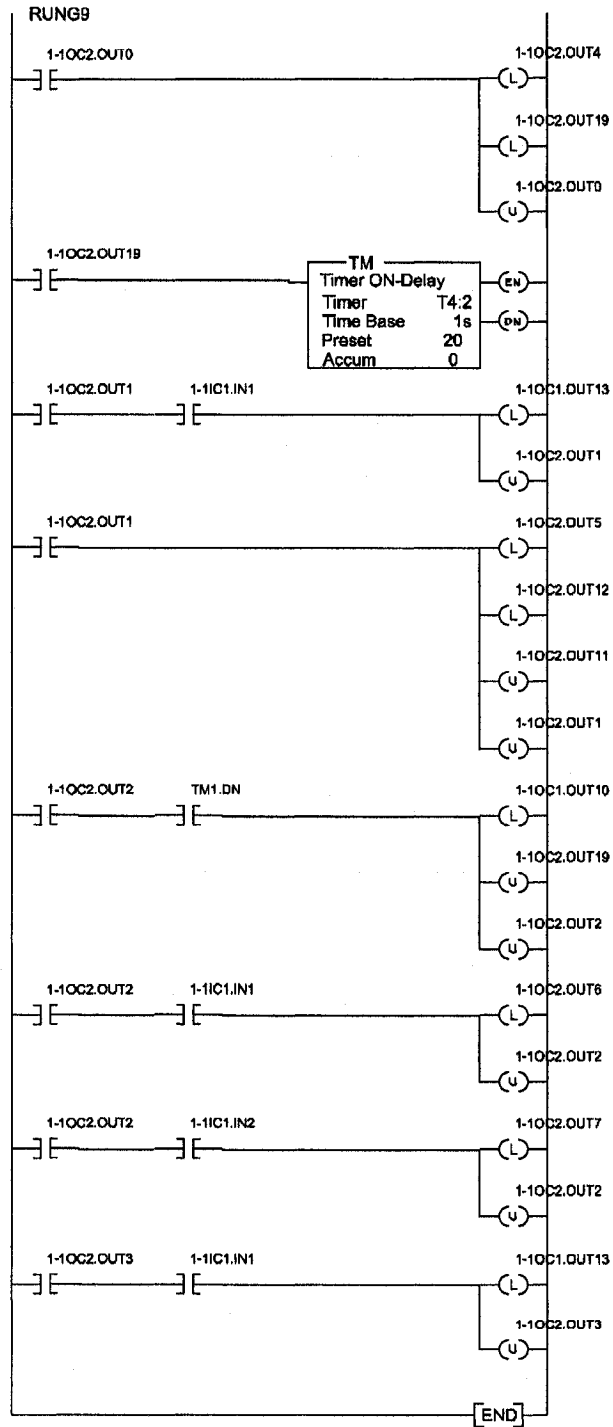 RUNG9
1-1OC2.OUT0
1-1OC2.OUT4
L
1-1OC2.OUT19
L
1-1OC2.OUT0
U
1-1OC2.OUT19
TM
Timer ON-Delay
Timer T4:2
Time Base 1s
Preset 20
Accum 0
EN
DN
1-1OC2.OUT1 1-1IC1.IN1
1-1OC1.OUT13
L
1-1OC2.OUT1
U
1-1OC2.OUT1
1-1OC2.OUT5
L
1-1OC2.OUT12
L
1-1OC2.OUT11
U
1-1OC2.OUT1
U
1-1OC2.OUT2 TM1.DN
1-1OC1.OUT10
L
1-1OC2.OUT19
U
1-1OC2.OUT2
U
1-1OC2.OUT2 1-1IC1.IN1
1-1OC2.OUT6
L
1-1OC2.OUT2
U
1-1OC2.OUT2 1-1IC1.IN2
1-1OC2.OUT7
L
1-1OC2.OUT2
U
1-1OC2.OUT3 1-1IC1.IN1
1-1OC1.OUT13
L
1-1OC2.OUT3
U
END